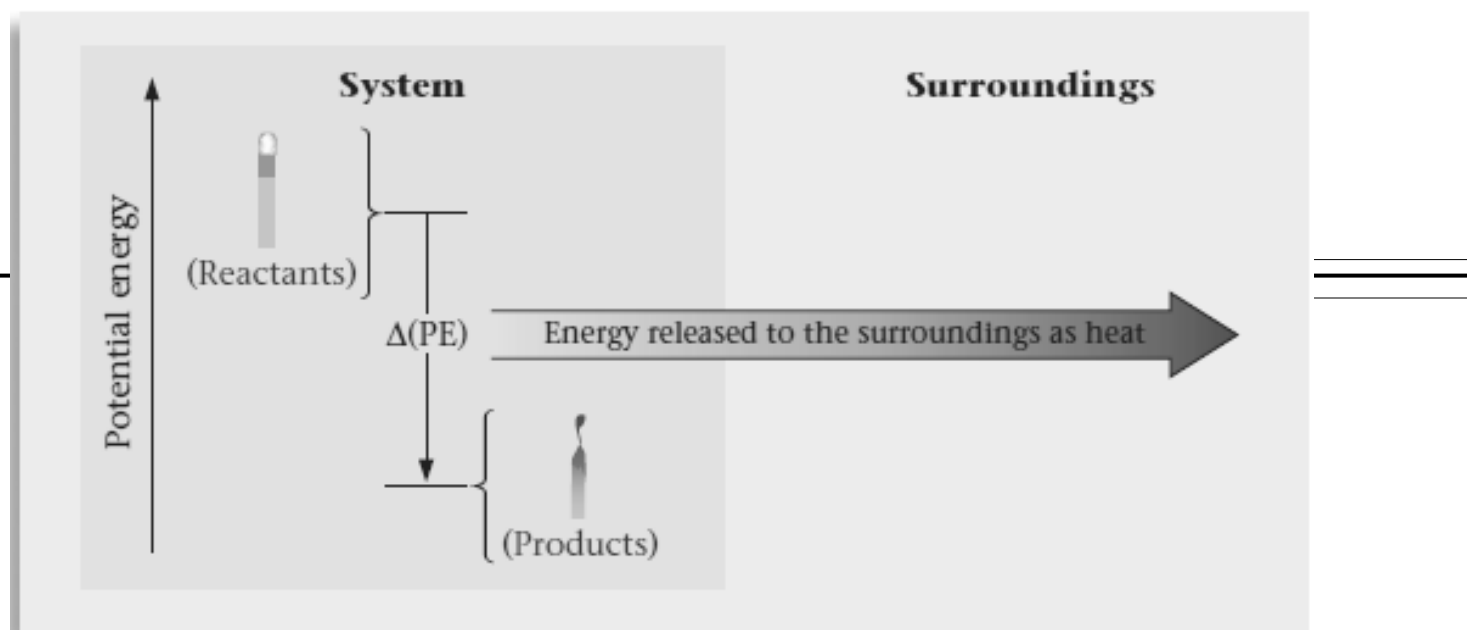 System
Surroundings
Potential energy
(Reactants)
Δ(PE)
Energy released to the surroundings as heat
(Products)